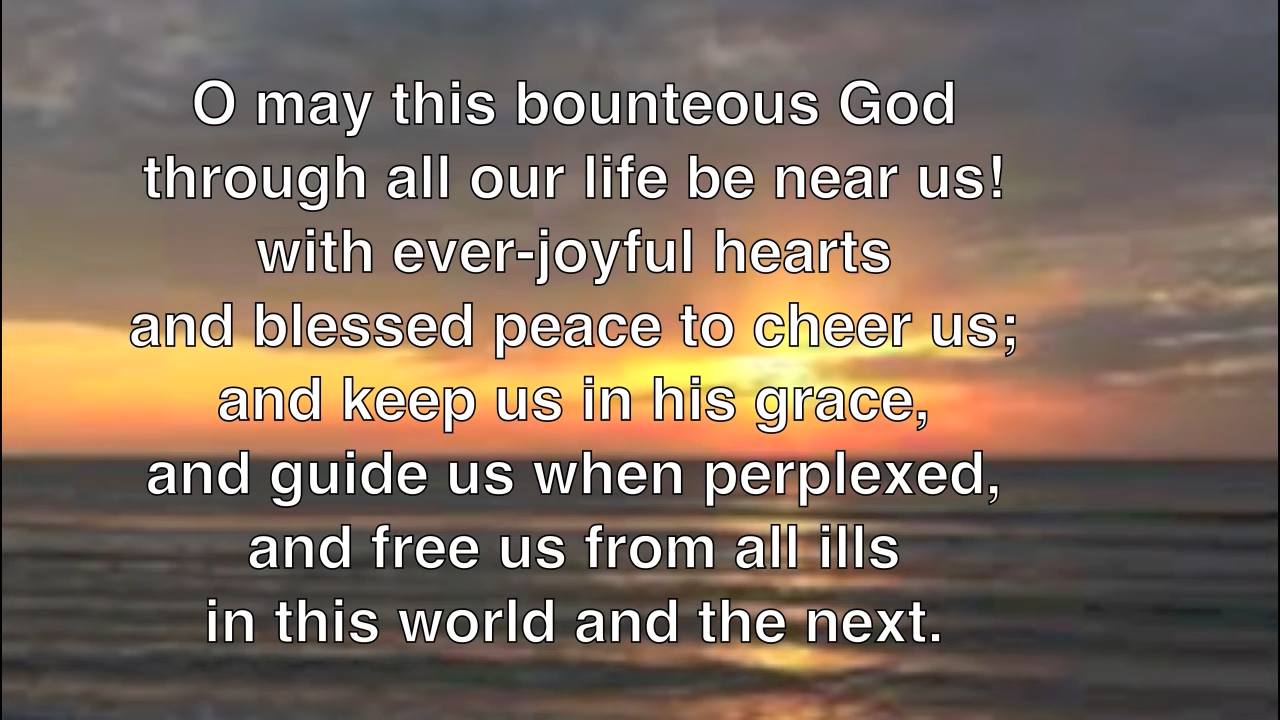 O may this bounteous God
through all our life be near us!
with ever-joyful hearts
and blessed peace to cheer us;
and keep us in his grace,
and guide us when perplexed,
and free us from all ills
in this world and the next.